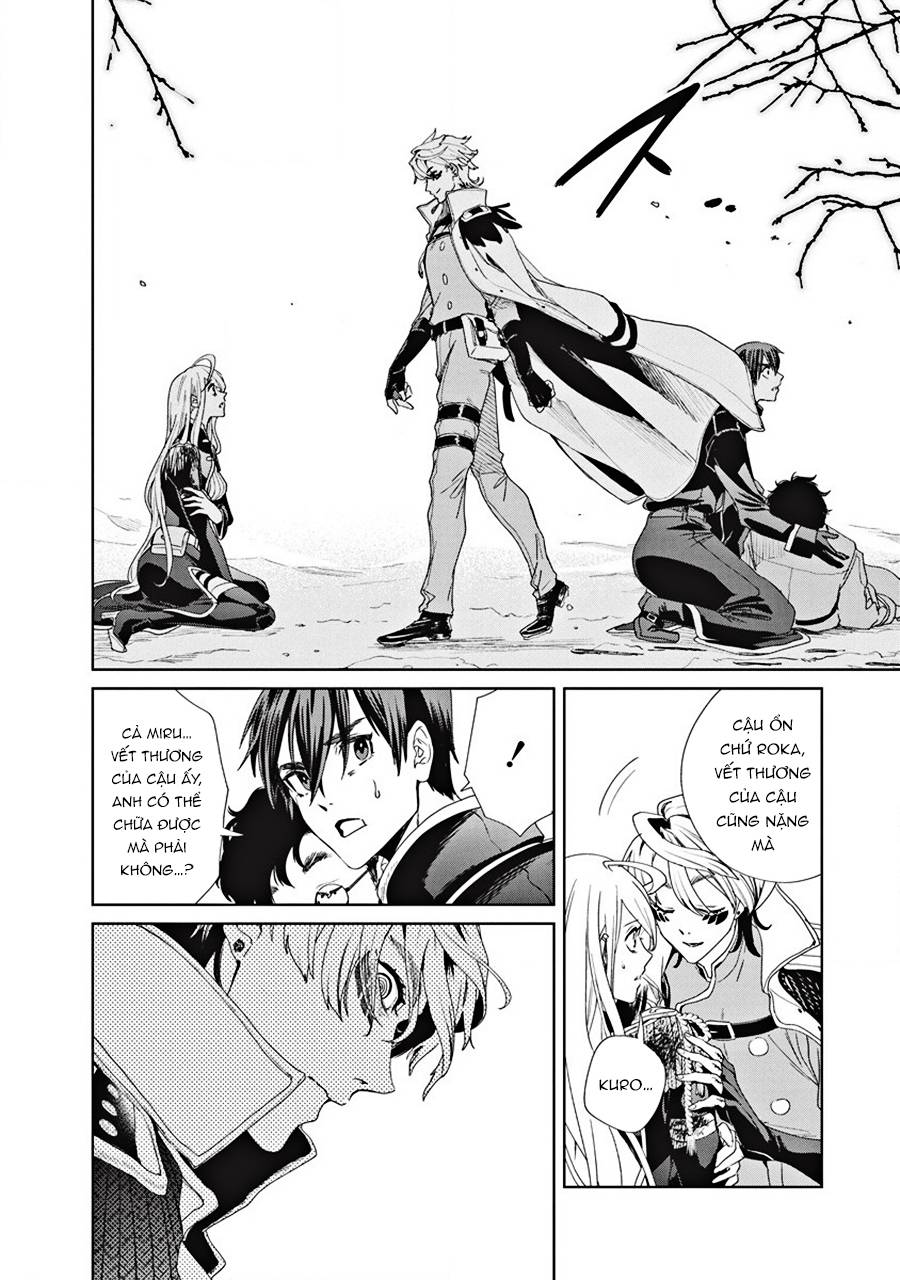 ス
CẬU ỔN
CHỨ ROKA,
VẾT THƯƠNG
CỦA CẬU
CŨNG NẶNG
MÀ
KURO...
!
CẢ MIRU...
VẾT THƯƠNG
CỦA CẬU ẤY,
ANH CÓ THỂ
CHỮA ĐƯỢC
MÀ PHẢI
KHÔNG...?